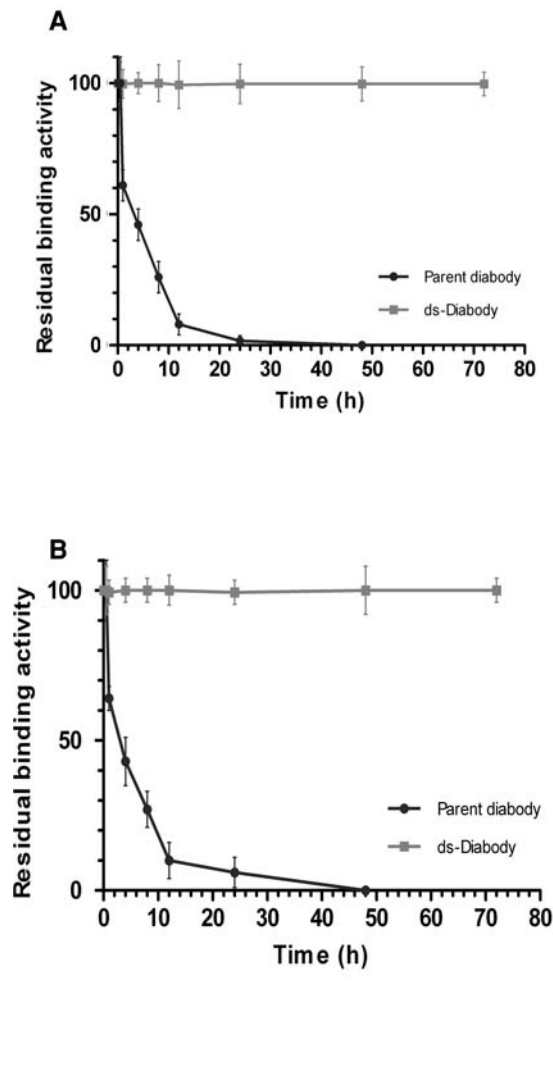 A
Residual binding activity
100
50
0
Parent diabody
ds-Diabody
0 10 20 30 40 50 60 70 80
Time (h)
B
Residual binding activity
100
50
0
Parent diabody
ds-Diabody
0 10 20 30 40 50 60 70 80
Time (h)